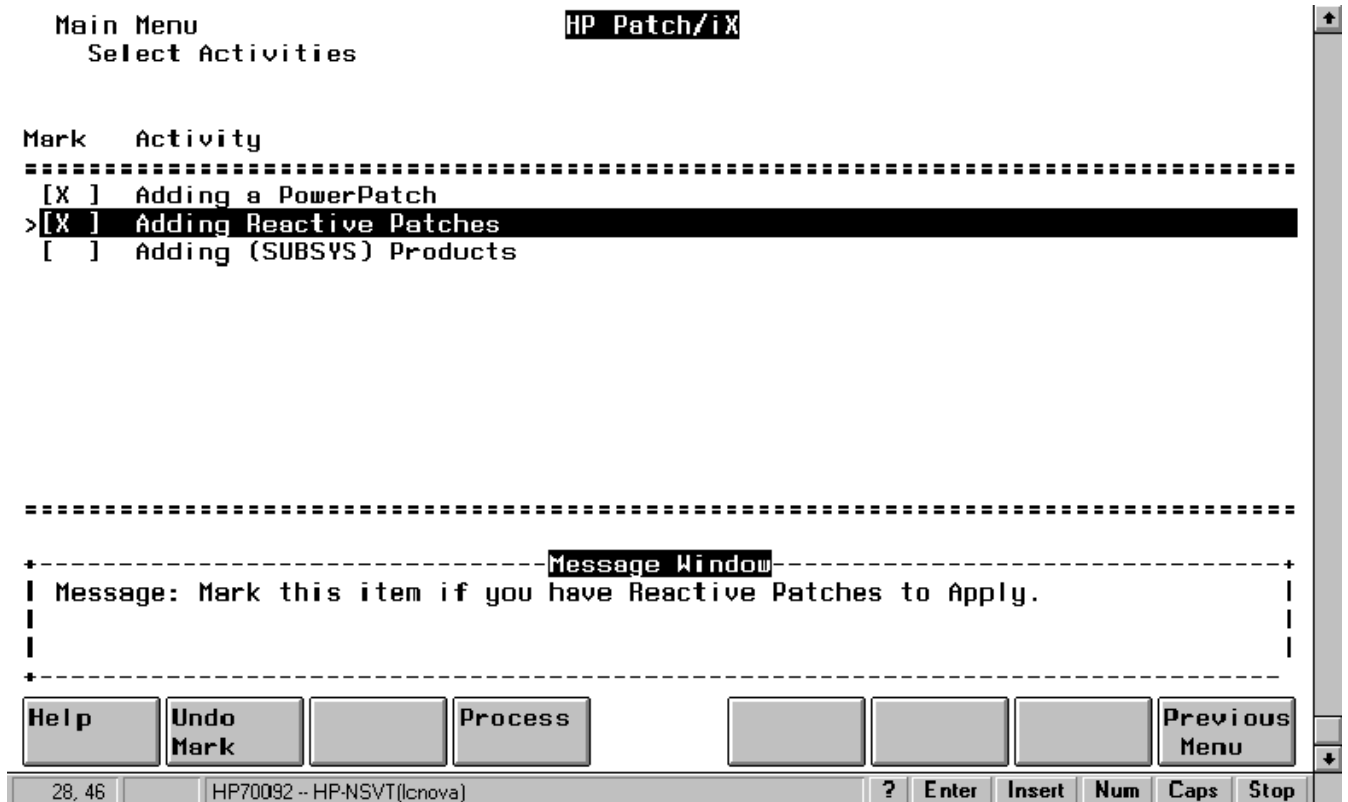 Main Menu HP Patch/iX
Select Activities
Mark Activity
================================================================================
[X ] Adding a PowerPatch
>[X ] Adding Reactive Patches
[  ] Adding (SUBSYS) Products
================================================================================
+--------------------------------Message Window--------------------------------+
| Message: Mark this item if you have Reactive Patches to Apply. |
| |
| |
+------------------------------------------------------------------------------
Help Undo Mark Process Previous Menu
28, 46 HP70092 -- HP-NSVT(lcnova) ? Enter Insert Num Caps Stop